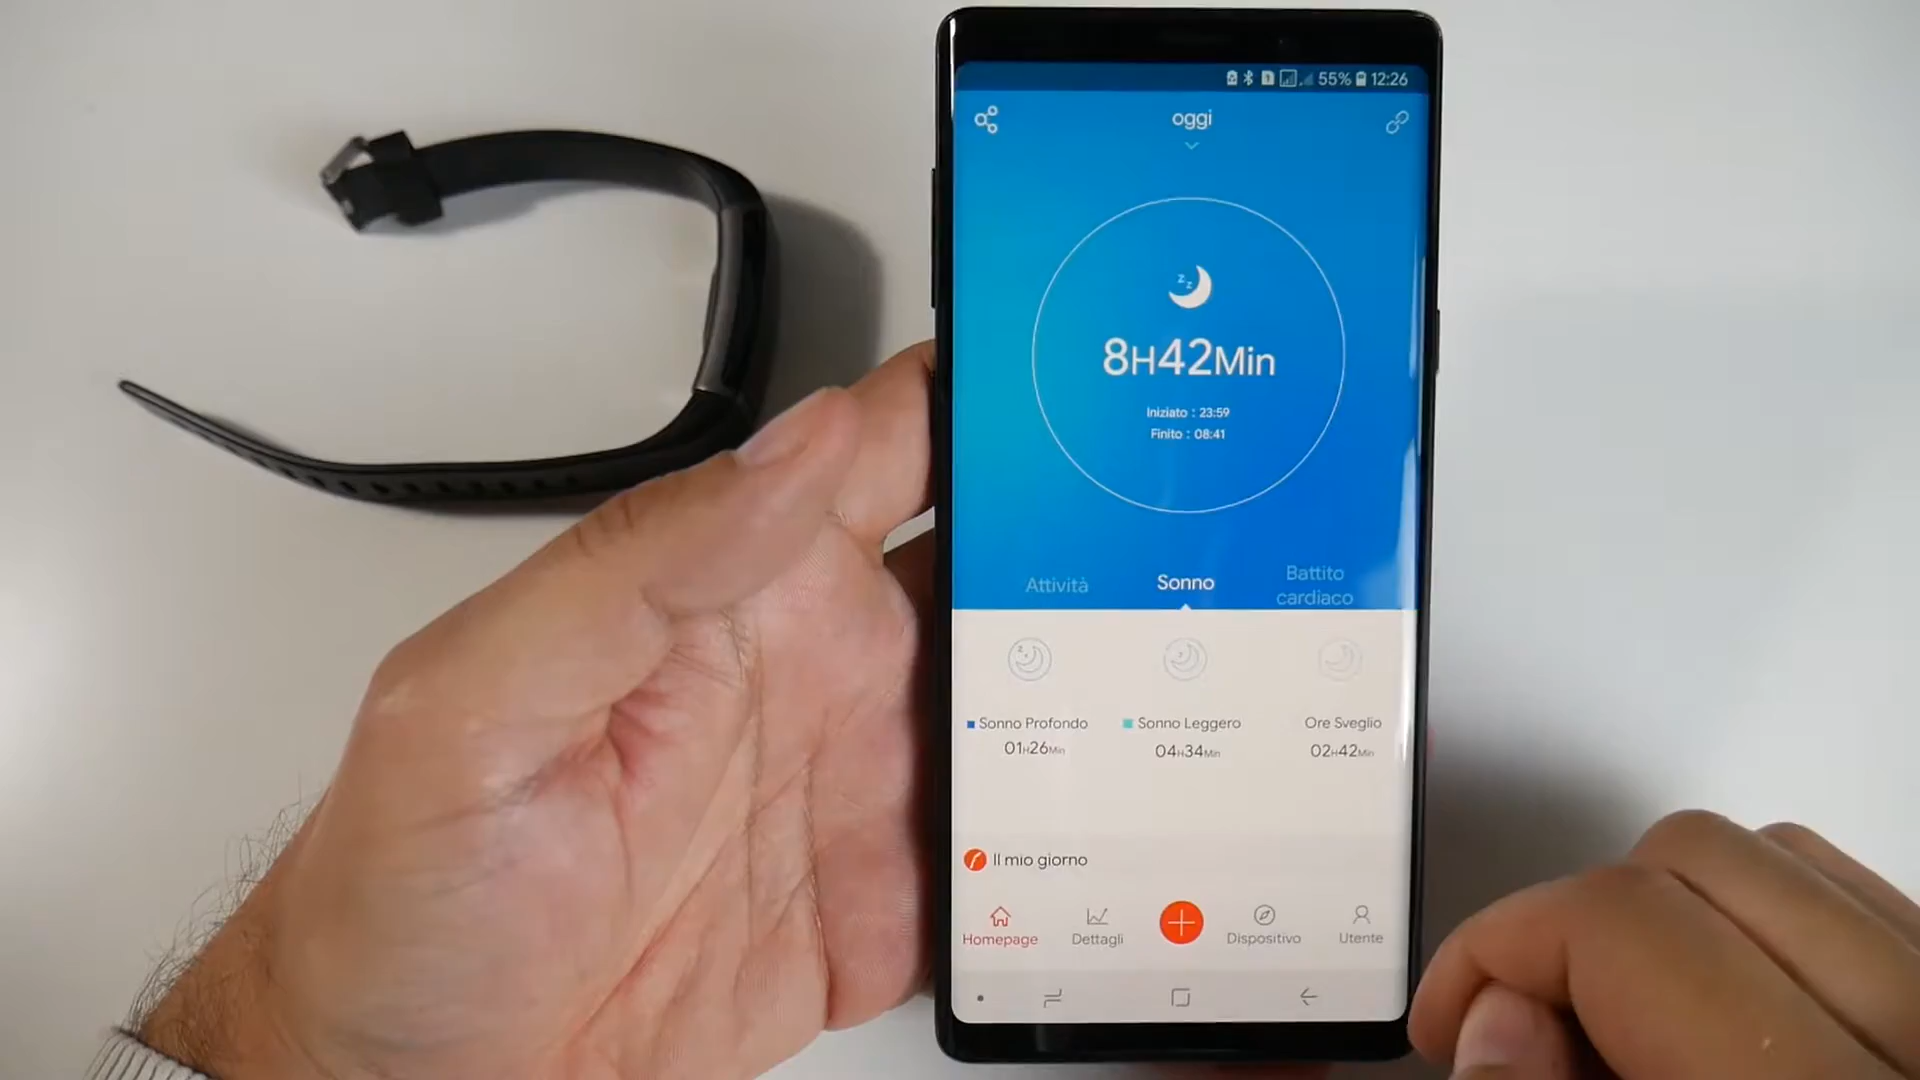 55% 12:26
oggi
8H42Min
Iniziato : 23:59
Finito : 08:41
Attività
Sonno
Battito
cardiaco
Sonno Profondo
01H26Min
Sonno Leggero
04H34Min
Ore Sveglio
02H42Min
Il mio giorno
Homepage
Dettagli
Dispositivo
Utente